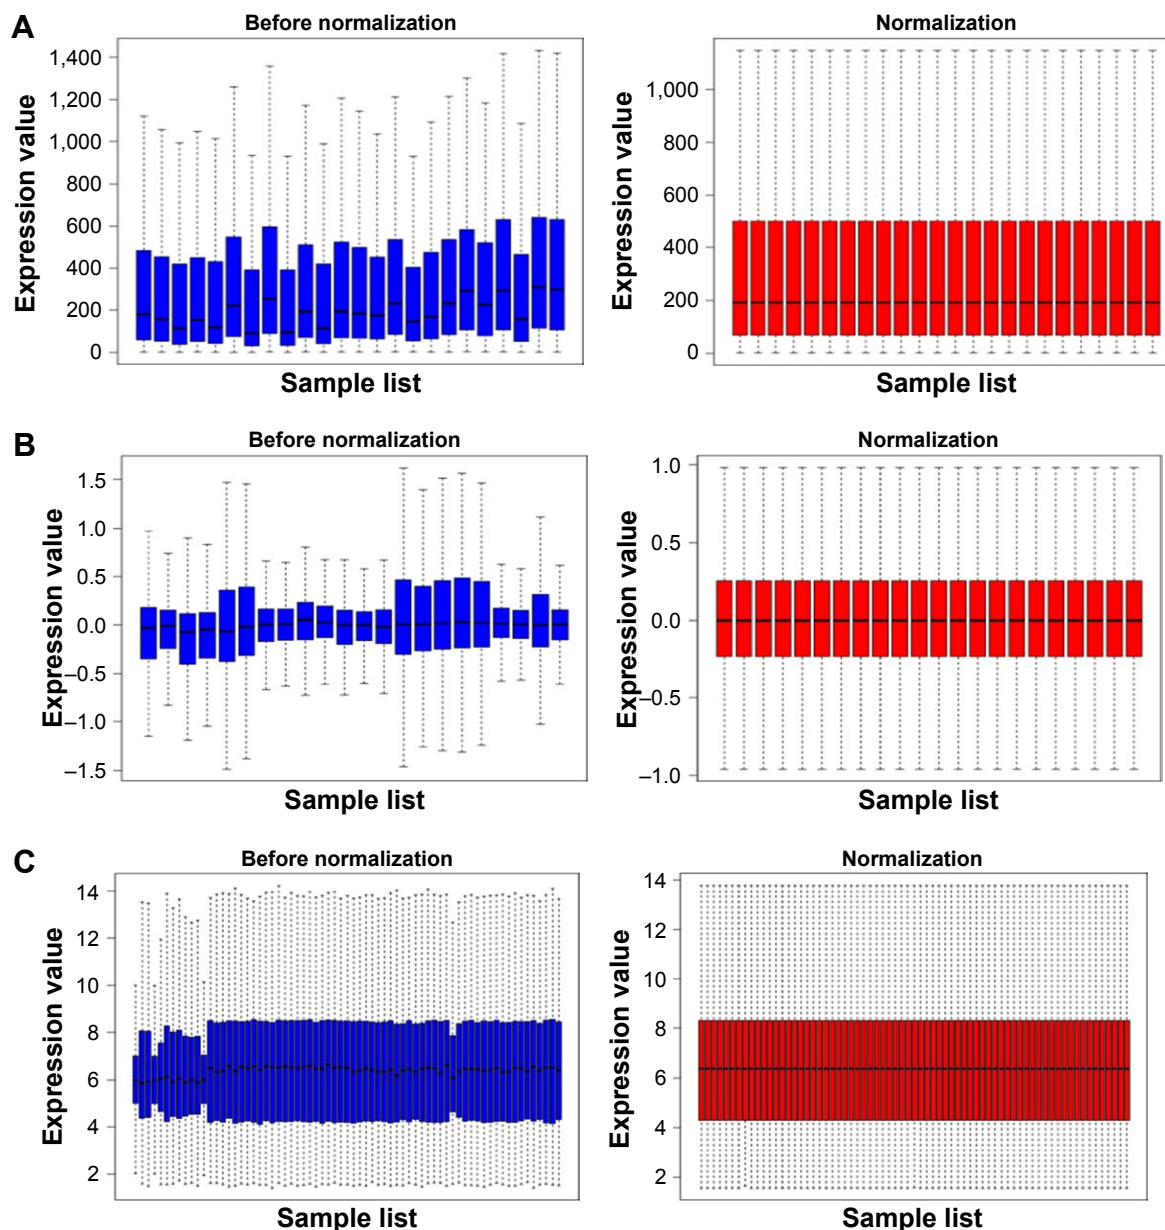 A
Before normalization
Normalization
Expression value
1,400
1,200
1,000
800
600
400
200
0
Sample list
Expression value
1,000
800
600
400
200
0
Sample list
B
Before normalization
Normalization
Expression value
1.5
1.0
0.5
0.0
–0.5
–1.0
–1.5
Sample list
Expression value
1.0
0.5
0.0
–0.5
–1.0
Sample list
C
Before normalization
Normalization
Expression value
14
12
10
8
6
4
2
Sample list
Expression value
14
12
10
8
6
4
2
Sample list